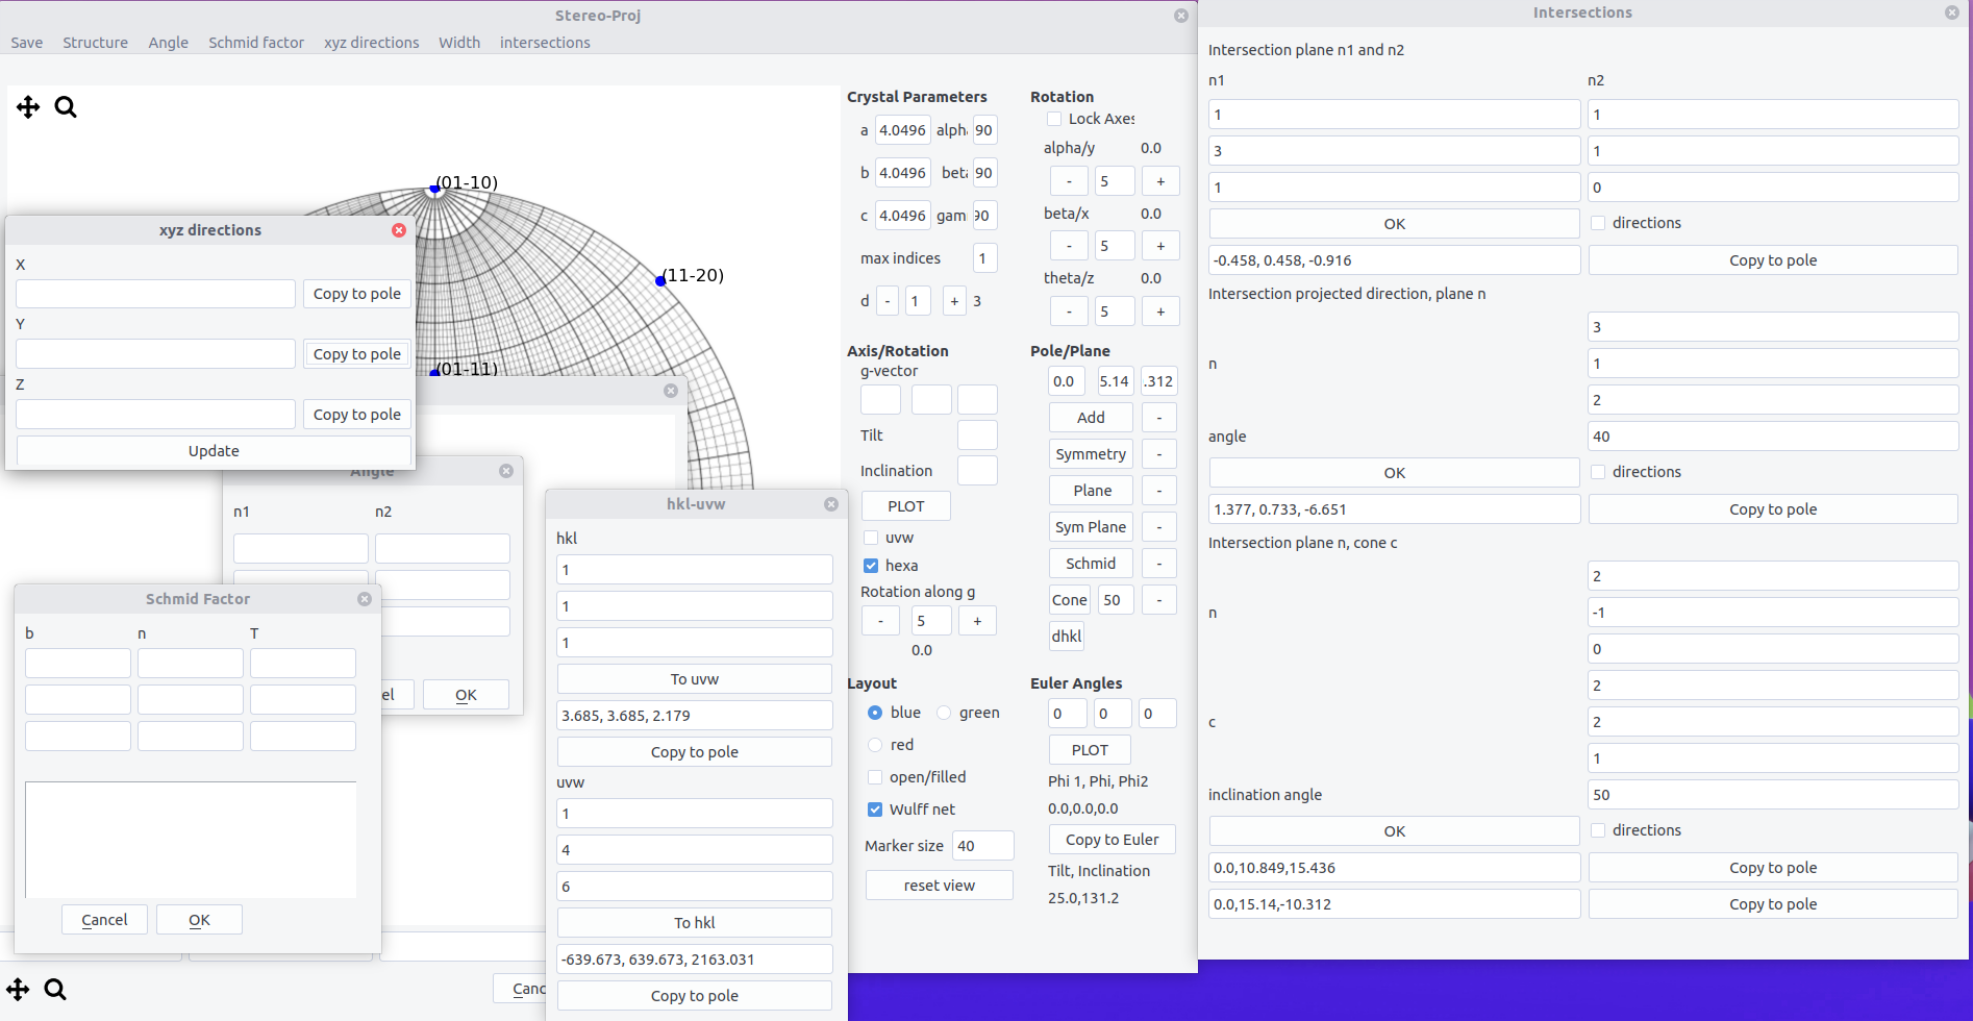 Stereo-Proj
Save Structure Angle Schmid factor xyz directions Width intersections
(01-10)
(11-20)
(01-11)
xyz directions
X
Copy to pole
Y
Copy to pole
Z
Copy to pole
Update
Angle
n1 n2
OK
Schmid Factor
b n T
Cancel OK
hkl-uvw
hkl
1
1
1
To uvw
3.685, 3.685, 2.179
Copy to pole
uvw
1
4
6
To hkl
-639.673, 639.673, 2163.031
Copy to pole
Crystal Parameters
a 4.0496 90
b 4.0496 90
c 4.0496 90
max indices 1
d - 1 + 3
Axis/Rotation
g-vector
Tilt
Inclination
PLOT
uvw
hexa
Rotation along g
- 5 +
0.0
Layout
blue green
red
open/filled
Wulff net
Marker size 40
reset view
Rotation
Lock Axes
alpha/y 0.0
- 5 +
beta/x 0.0
- 5 +
theta/z 0.0
- 5 +
Pole/Plane
0.0 5.14 .312
Add -
Symmetry -
Plane -
Sym Plane -
Schmid -
Cone 50 -
dhkl
Euler Angles
0 0 0
PLOT
Phi 1, Phi, Phi2
0.0,0.0,0.0
Copy to Euler
Tilt, Inclination
25.0,131.2
Intersections
Intersection plane n1 and n2
n1 n2
1 1
3 1
1 0
OK directions
-0.458, 0.458, -0.916 Copy to pole
Intersection projected direction, plane n
3
n 1
2
angle 40
OK directions
1.377, 0.733, -6.651 Copy to pole
Intersection plane n, cone c
2
n -1
0
2
c 2
1
inclination angle 50
OK directions
0.0,10.849,15.436 Copy to pole
0.0,15.14,-10.312 Copy to pole